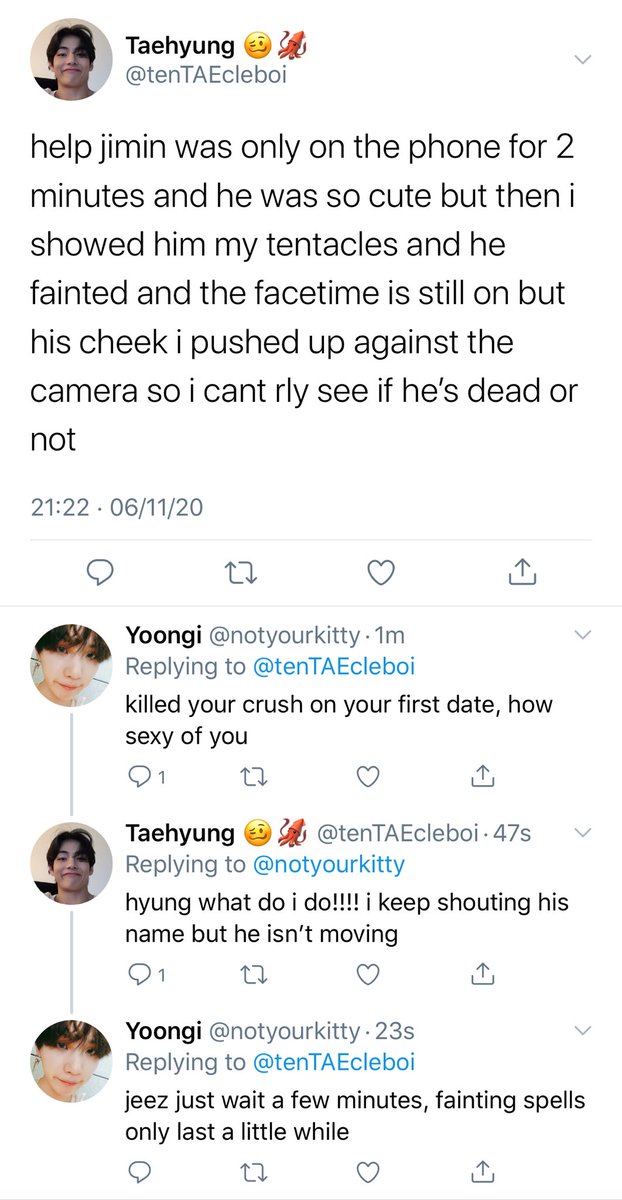 Taehyung 🥴🦑
@tenTAEcleboi
help jimin was only on the phone for 2
minutes and he was so cute but then i
showed him my tentacles and he
fainted and the facetime is still on but
his cheek i pushed up against the
camera so i cant rly see if he’s dead or
not
21:22 · 06/11/20
Yoongi @notyourkitty · 1m
Replying to @tenTAEcleboi
killed your crush on your first date, how
sexy of you
1
Taehyung 🥴🦑 @tenTAEcleboi · 47s
Replying to @notyourkitty
hyung what do i do!!!! i keep shouting his
name but he isn’t moving
1
Yoongi @notyourkitty · 23s
Replying to @tenTAEcleboi
jeez just wait a few minutes, fainting spells
only last a little while